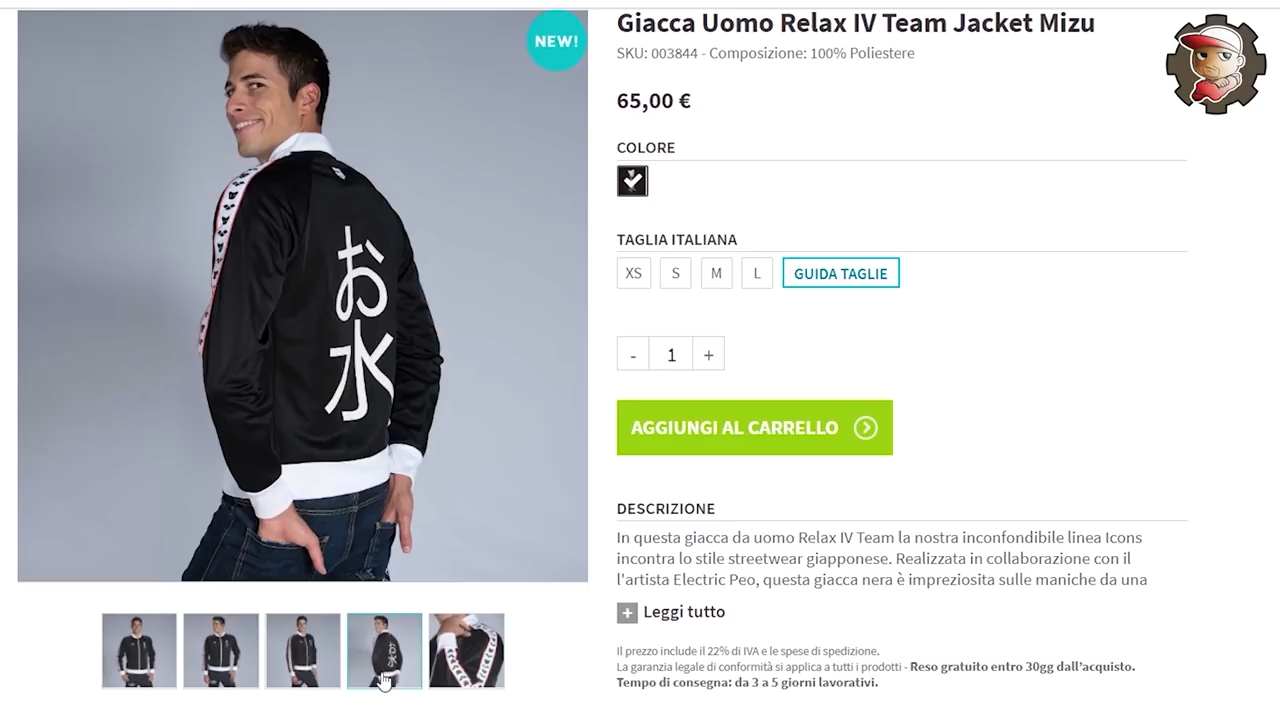 NEW!
お
水
Giacca Uomo Relax IV Team Jacket Mizu
SKU: 003844 - Composizione: 100% Poliestere
65,00 €
COLORE
TAGLIA ITALIANA
XS S M L GUIDA TAGLIE
- 1 +
AGGIUNGI AL CARRELLO
DESCRIZIONE
In questa giacca da uomo Relax IV Team la nostra inconfondibile linea Icons
incontra lo stile streetwear giapponese. Realizzata in collaborazione con il
l'artista Electric Peo, questa giacca nera è impreziosita sulle maniche da una
+ Leggi tutto
Il prezzo include il 22% di IVA e le spese di spedizione.
La garanzia legale di conformità si applica a tutti i prodotti - Reso gratuito entro 30gg dall'acquisto.
Tempo di consegna: da 3 a 5 giorni lavorativi.
お
水